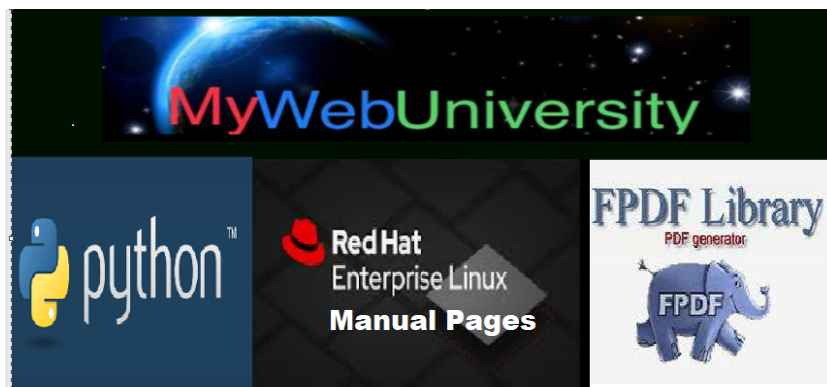 MyWebUniversity
python™
Red Hat
Enterprise Linux
Manual Pages
FPDF Library
PDF generator
FPDF